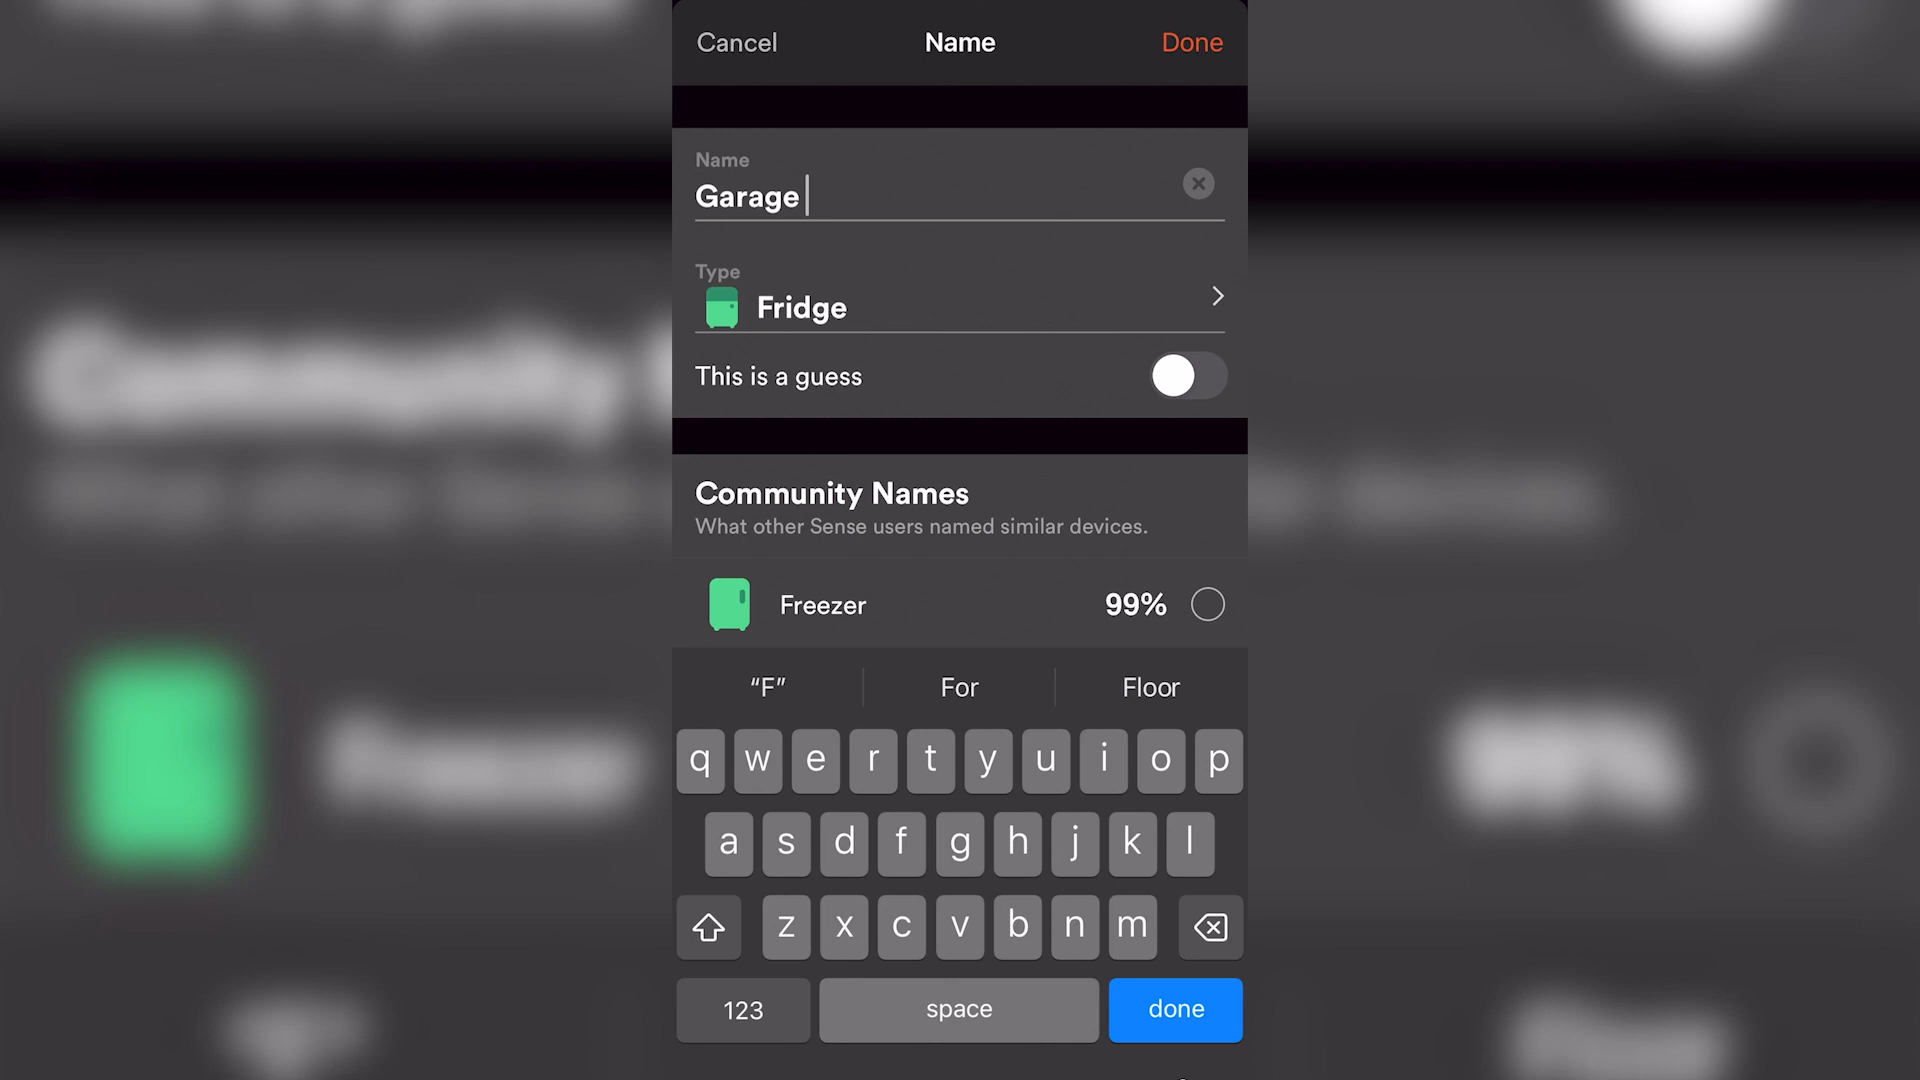 Cancel Name Done
Name
Garage
Type
Fridge
This is a guess
Community Names
What other Sense users named similar devices.
Freezer 99%
“F” For Floor
q w e r t y u i o p
a s d f g h j k l
z x c v b n m
123 space done